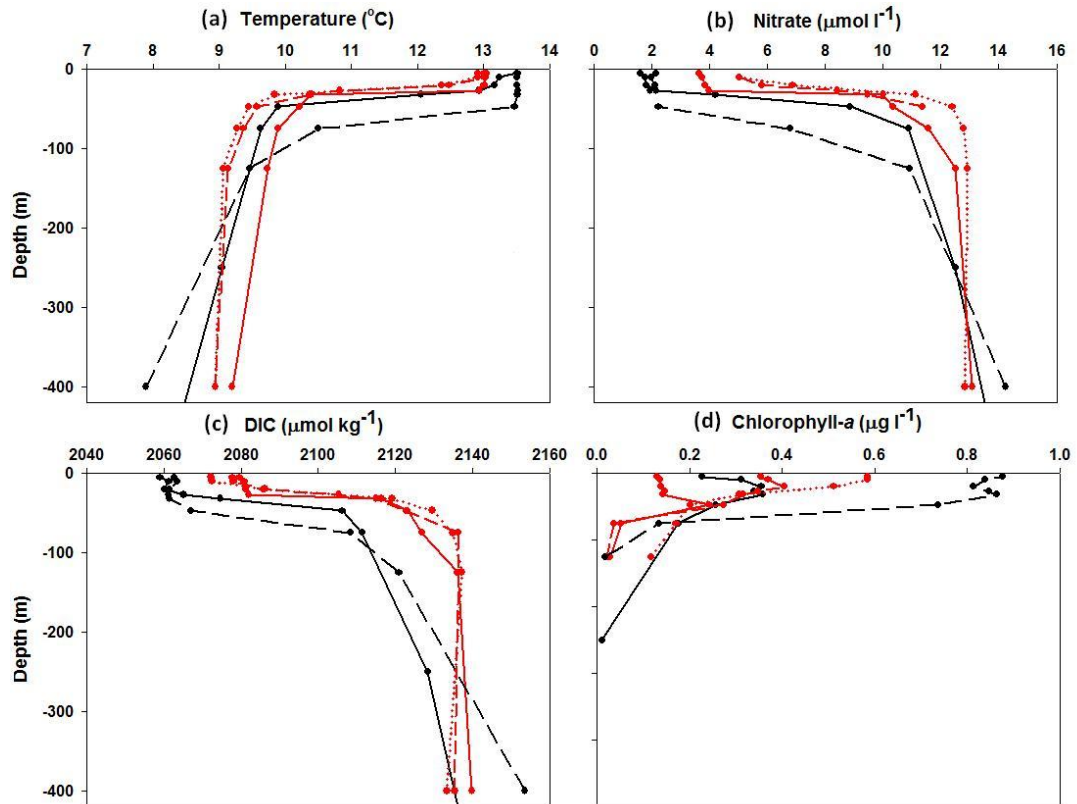 (a) Temperature (°C)
7 8 9 10 11 12 13 14
0
-100
-200
-300
-400
Depth (m)
(b) Nitrate (μmol l⁻¹)
0 2 4 6 8 10 12 14 16
(c) DIC (μmol kg⁻¹)
2040 2060 2080 2100 2120 2140 2160
0
-100
-200
-300
-400
Depth (m)
(d) Chlorophyll-a (μg l⁻¹)
0.0 0.2 0.4 0.6 0.8 1.0